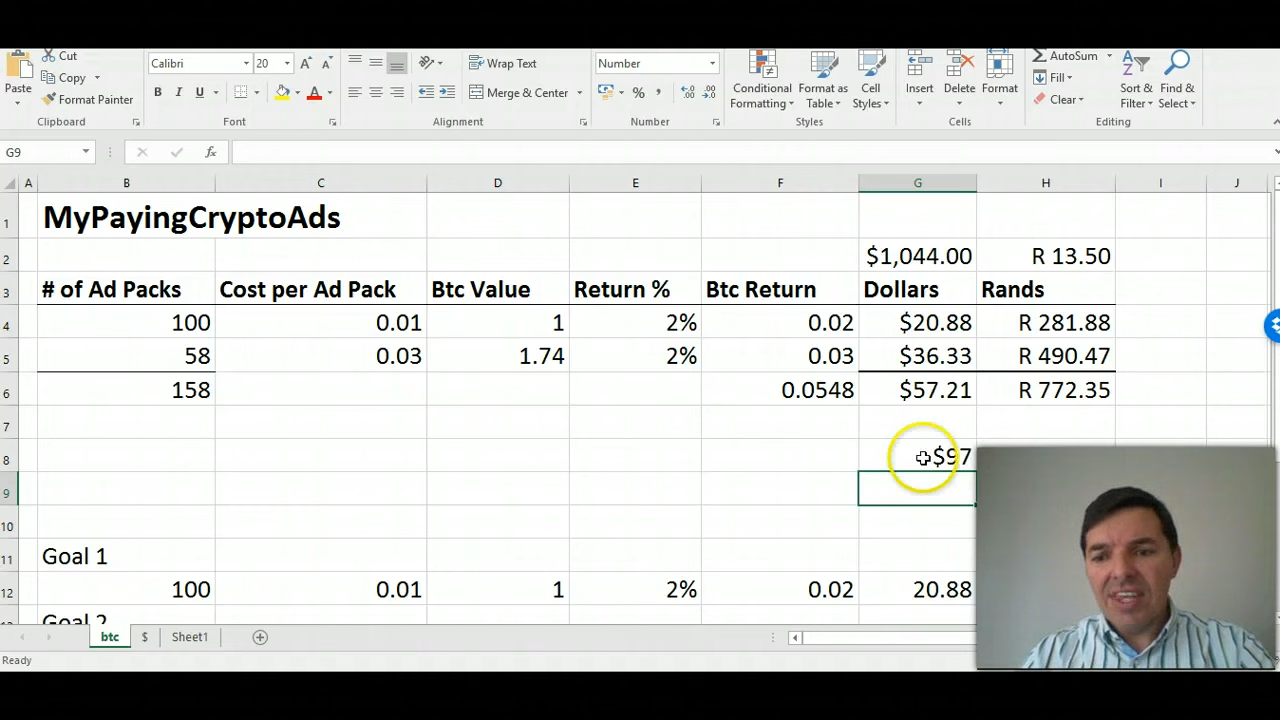 Cut
Calibri 20 A A Wrap Text Number AutoSum
Copy Fill
Paste Format Painter B I U A Merge & Center % , Conditional Formatting Format as Table Cell Styles Insert Delete Format Clear Sort & Filter Find & Select
Clipboard Font Alignment Number Styles Cells Editing
G9 fx
A B C D E F G H I J
1 MyPayingCryptoAds
2 $1,044.00 R 13.50
3 # of Ad Packs Cost per Ad Pack Btc Value Return % Btc Return Dollars Rands
4 100 0.01 1 2% 0.02 $20.88 R 281.88
5 58 0.03 1.74 2% 0.03 $36.33 R 490.47
6 158 0.0548 $57.21 R 772.35
7
8 $97
9
10
11 Goal 1
12 100 0.01 1 2% 0.02 20.88
Goal 2
btc $ Sheet1
Ready